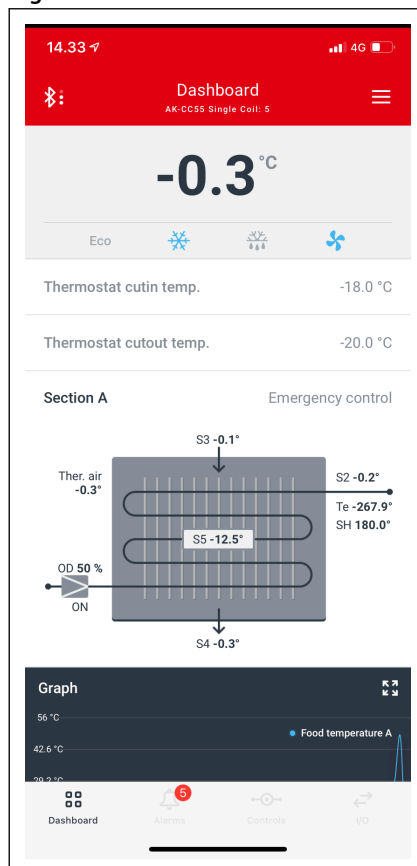 14.33
4G
Dashboard
AK-CC55 Single Coil: 5
-0.3°C
Eco
Thermostat cutin temp. -18.0 °C
Thermostat cutout temp. -20.0 °C
Section A Emergency control
S3 -0.1°
Ther. air
-0.3°
S2 -0.2°
Te -267.9°
SH 180.0°
S5 -12.5°
OD 50 %
ON
S4 -0.3°
Graph
56 °C
Food temperature A
42.6 °C
29.2 °C
5
Dashboard Alarms Controls I/O